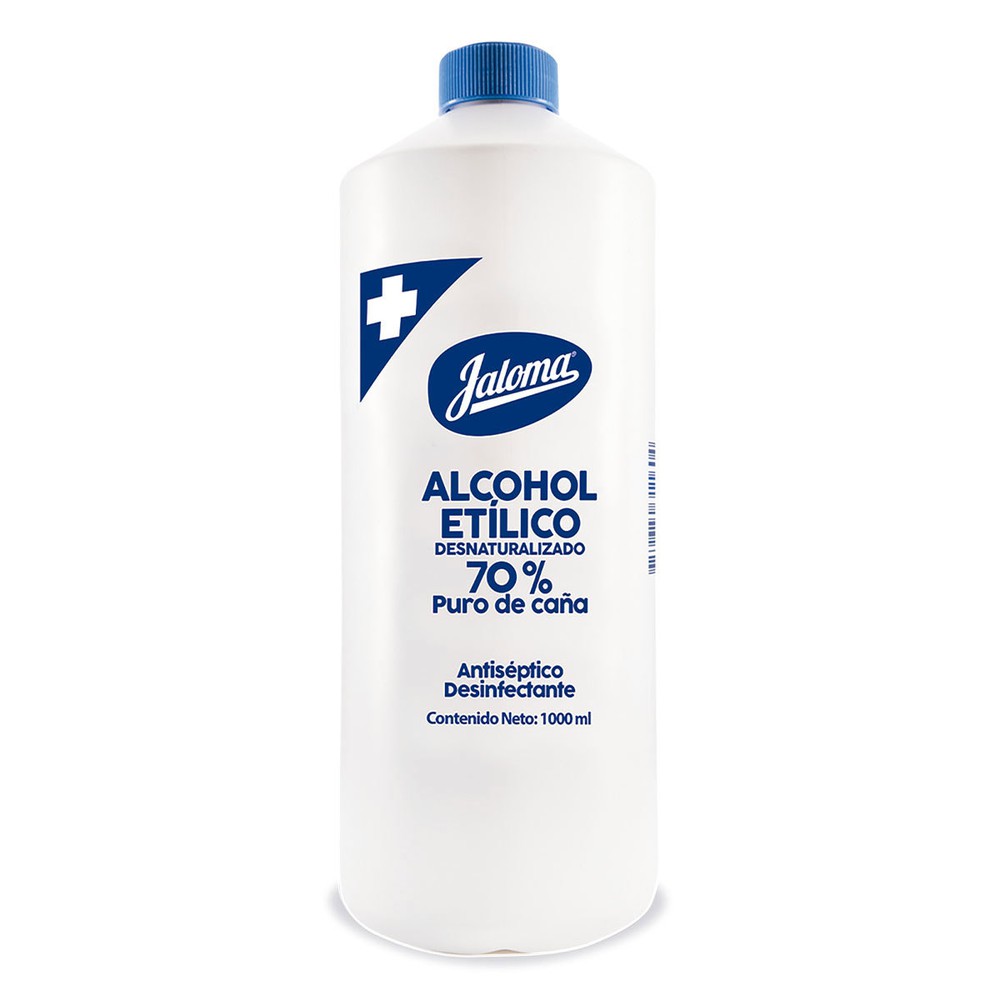 Jaloma®
ALCOHOL
ETÍLICO
DESNATURALIZADO
70%
Puro de caña
Antiséptico
Desinfectante
Contenido Neto: 1000 ml